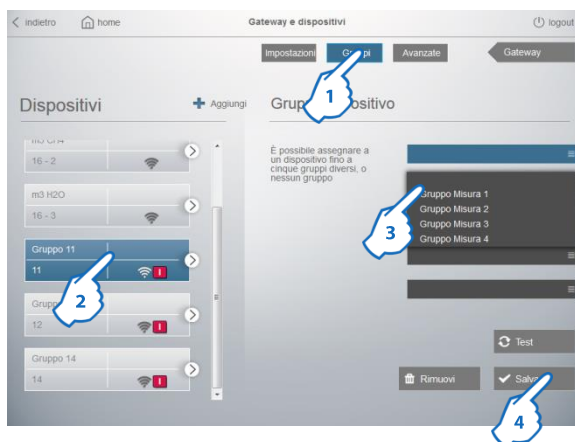 indietro
home
Gateway e dispositivi
logout
Impostazioni
Avanzate
Gateway
1
Dispositivi
Aggiungi
16 - 2
m3 H2O
16 - 3
Gruppo 11
11
2
12
Gruppo 14
14
È possibile assegnare a
un dispositivo fino a
cinque gruppi diversi, o
nessun gruppo
Gruppo Misura 1
Gruppo Misura 2
Gruppo Misura 3
Gruppo Misura 4
3
Test
Rimuovi
4